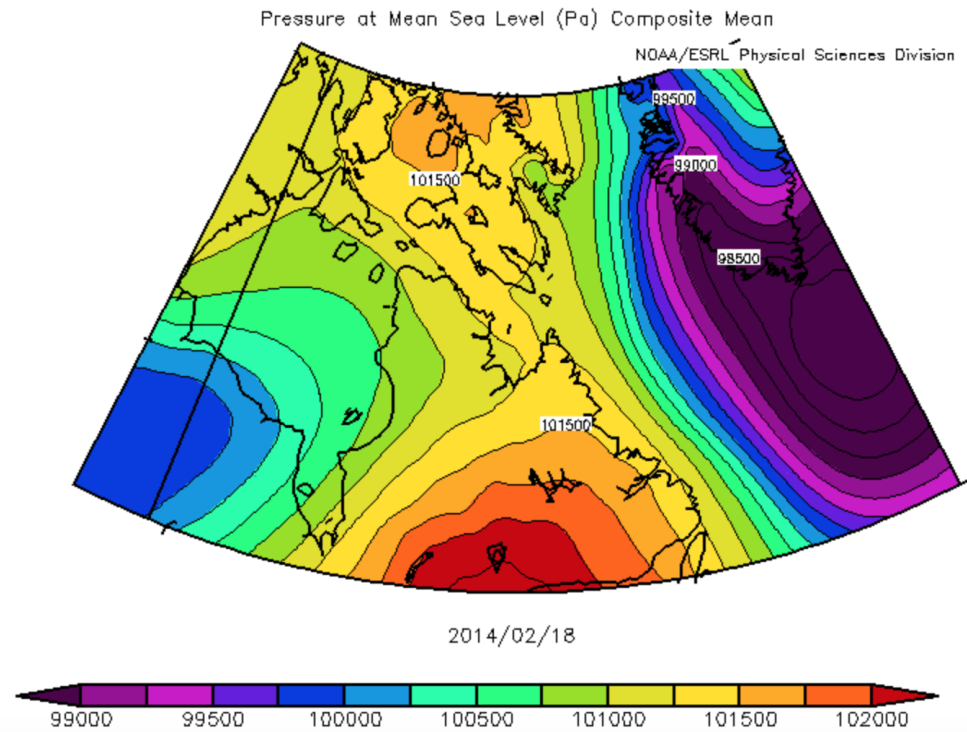 Pressure at Mean Sea Level (Pa) Composite Mean
NOAA/ESRL Physical Sciences Division
99500
99000
101500
98500
101500
2014/02/18
99000 99500 100000 100500 101000 101500 102000